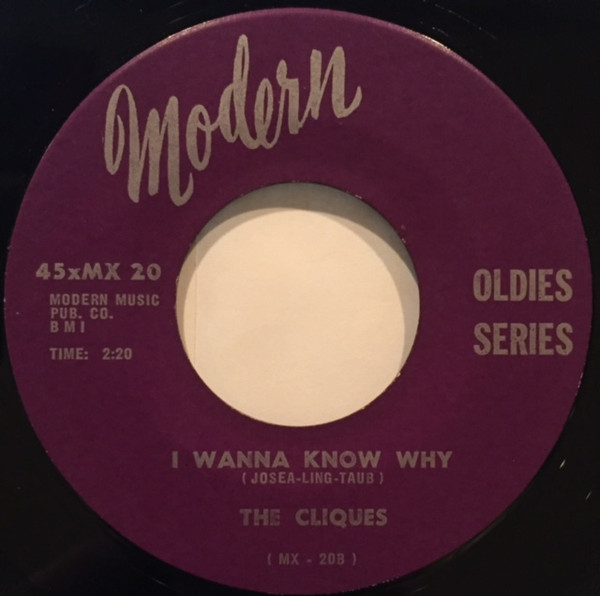 Modern
45xMX 20
MODERN MUSIC
PUB. CO.
BMI
TIME: 2:20
OLDIES
SERIES
I WANNA KNOW WHY
(JOSEA-LING-TAUB)
THE CLIQUES
(MX - 20B)